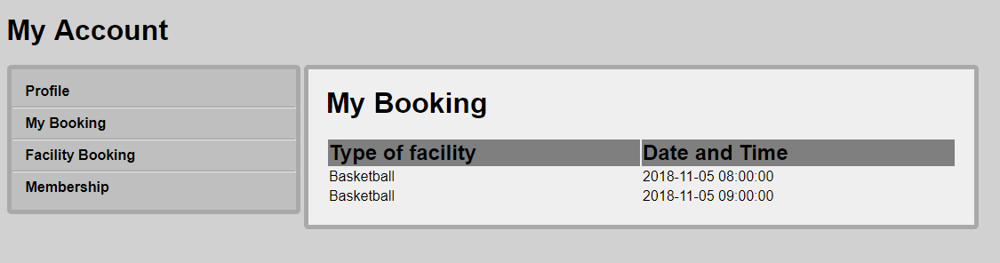 My Account
Profile
My Booking
Facility Booking
Membership
My Booking
Type of facility Date and Time
Basketball 2018-11-05 08:00:00
Basketball 2018-11-05 09:00:00